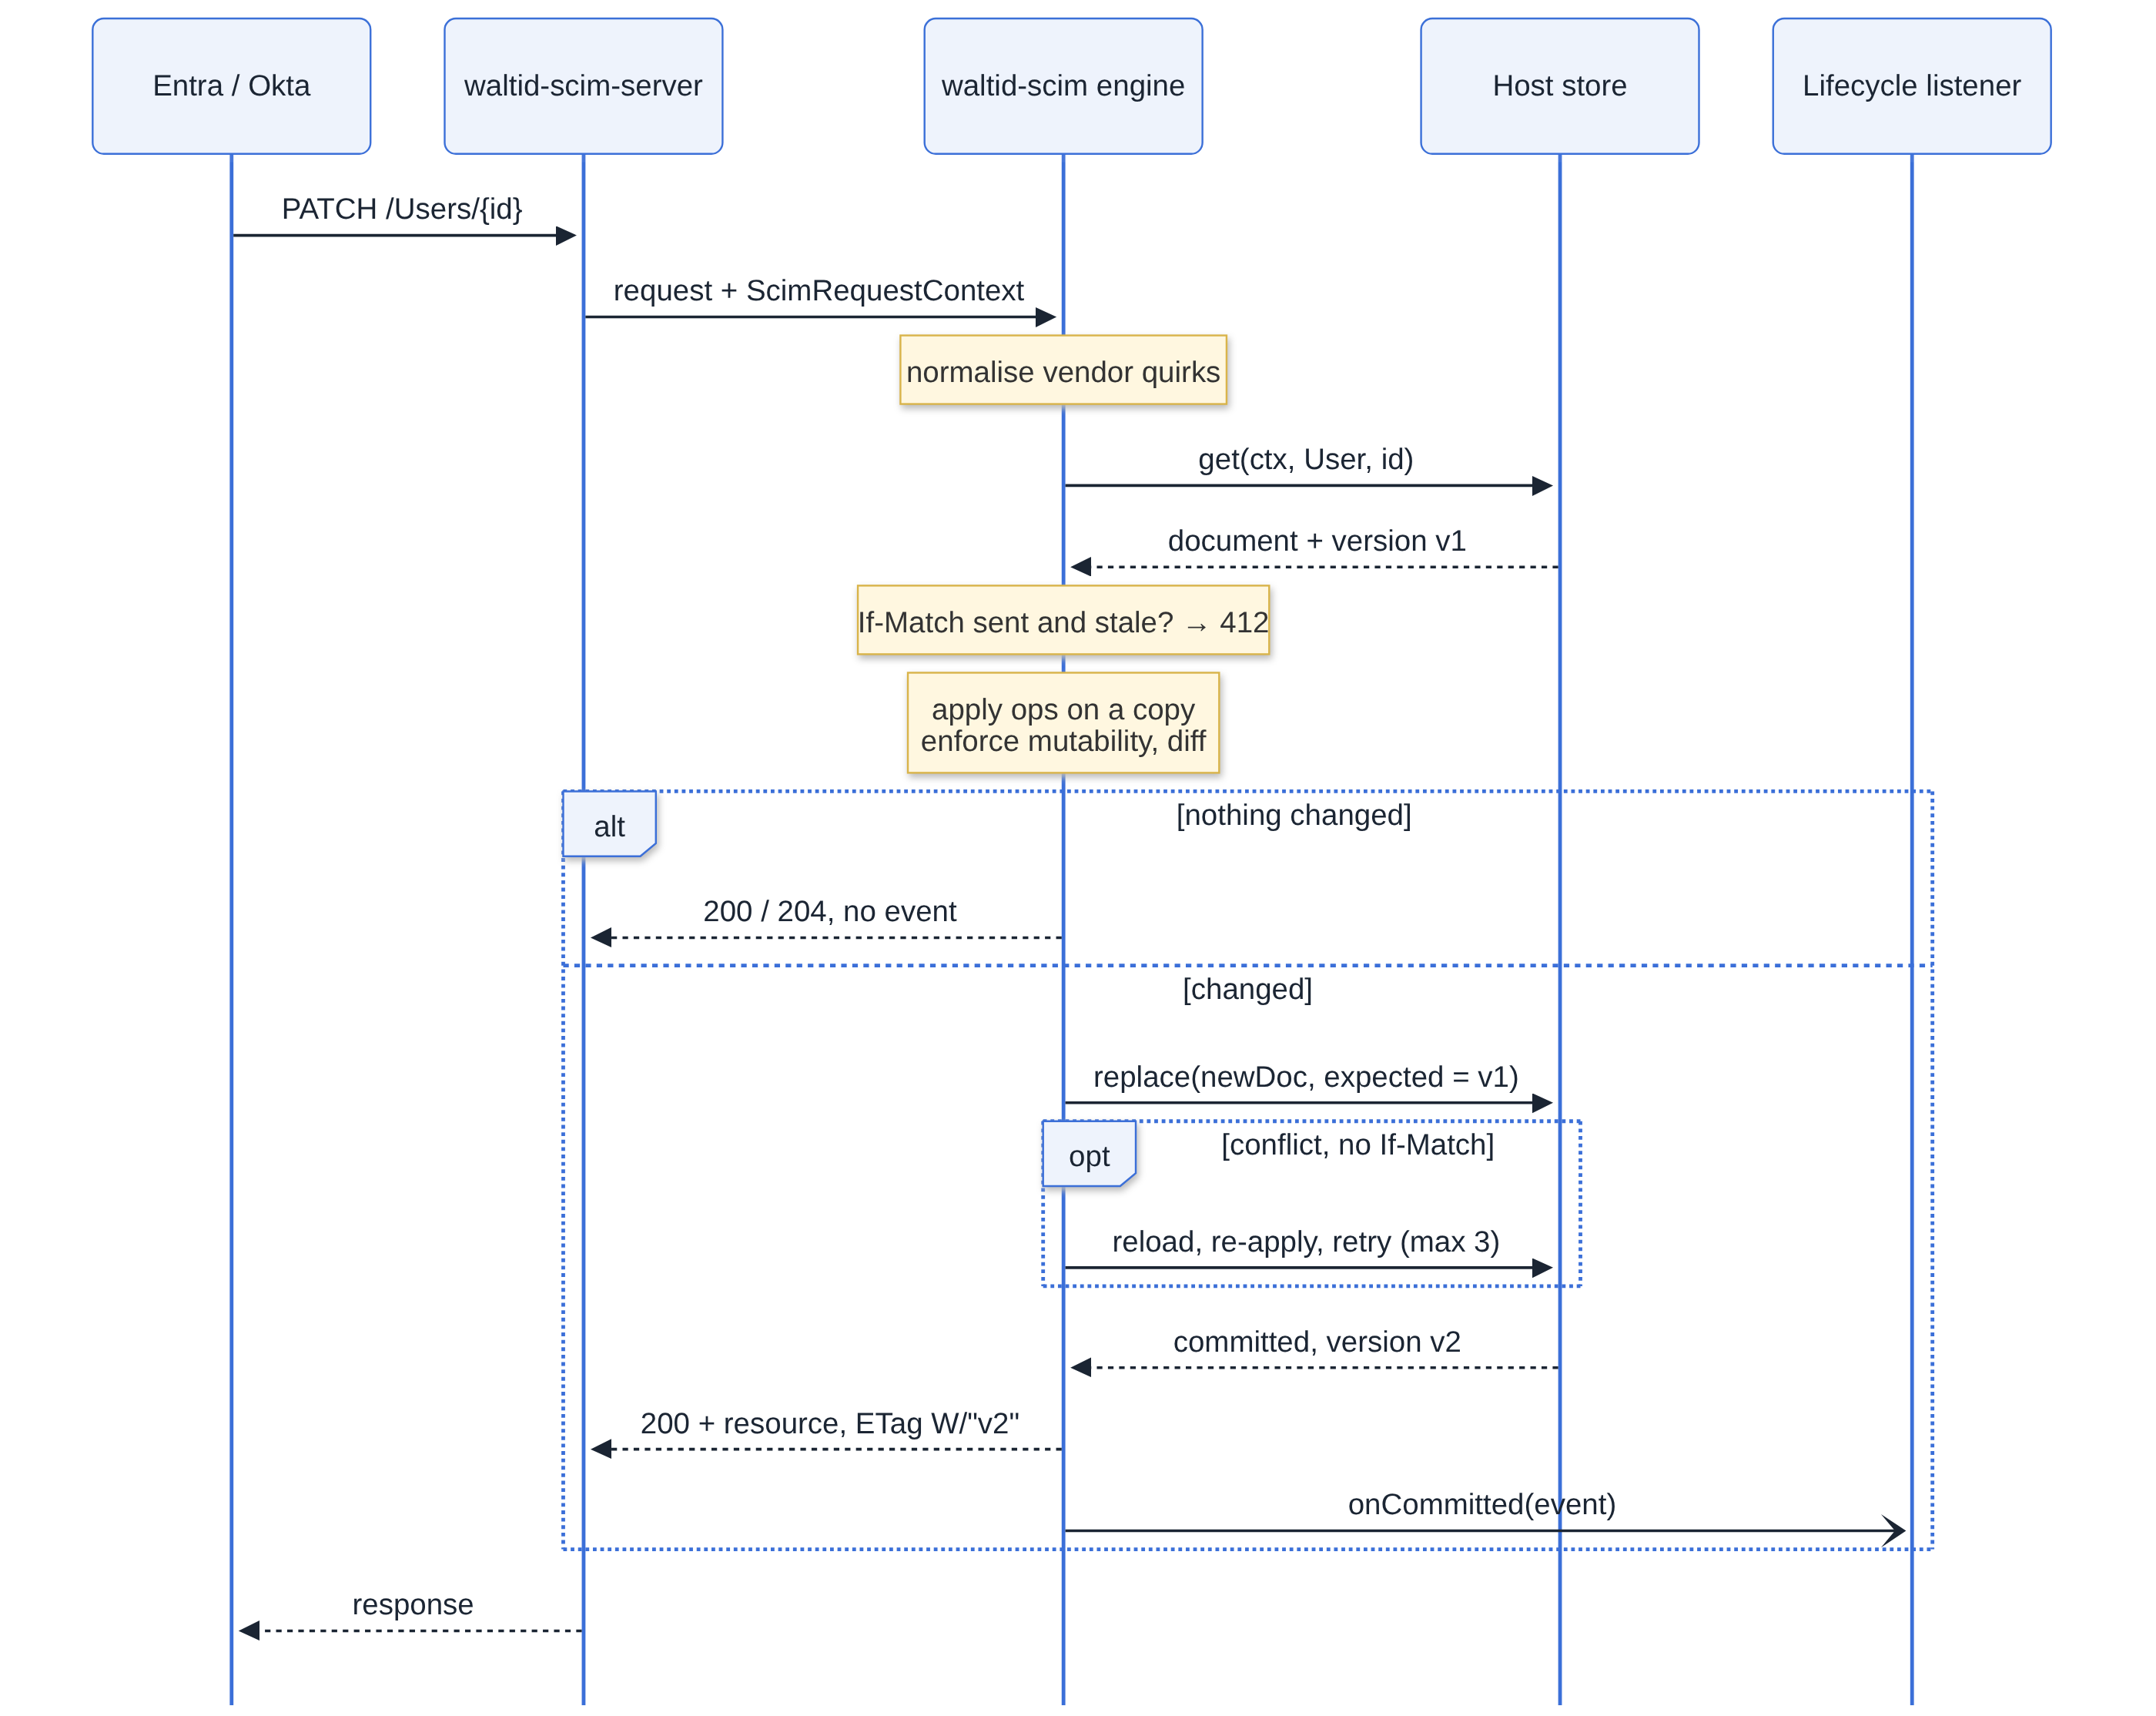 Entra / Okta
waltid-scim-server
waltid-scim engine
Host store
Lifecycle listener
PATCH /Users/{id}
request + ScimRequestContext
normalise vendor quirks
get(ctx, User, id)
document + version v1
If-Match sent and stale? → 412
apply ops on a copy
enforce mutability, diff
alt
[nothing changed]
200 / 204, no event
[changed]
replace(newDoc, expected = v1)
opt
[conflict, no If-Match]
reload, re-apply, retry (max 3)
committed, version v2
200 + resource, ETag W/"v2"
onCommitted(event)
response